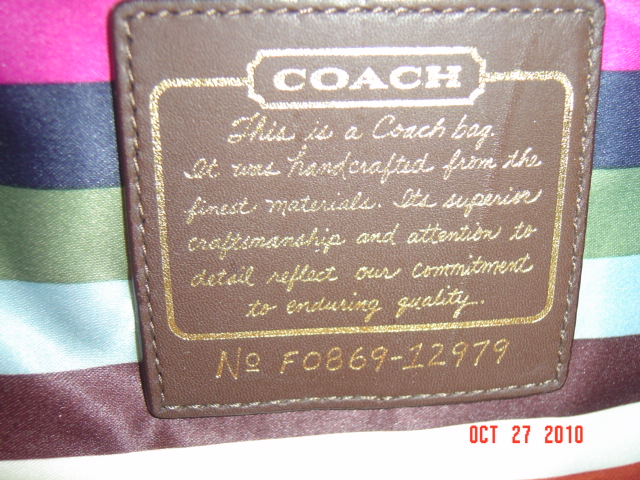 COACH
This is a Coach bag.
It was handcrafted from the
finest materials. Its superior
craftsmanship and attention to
detail reflect our commitment
to enduring quality.
Nº F0869-12979
OCT 27 2010